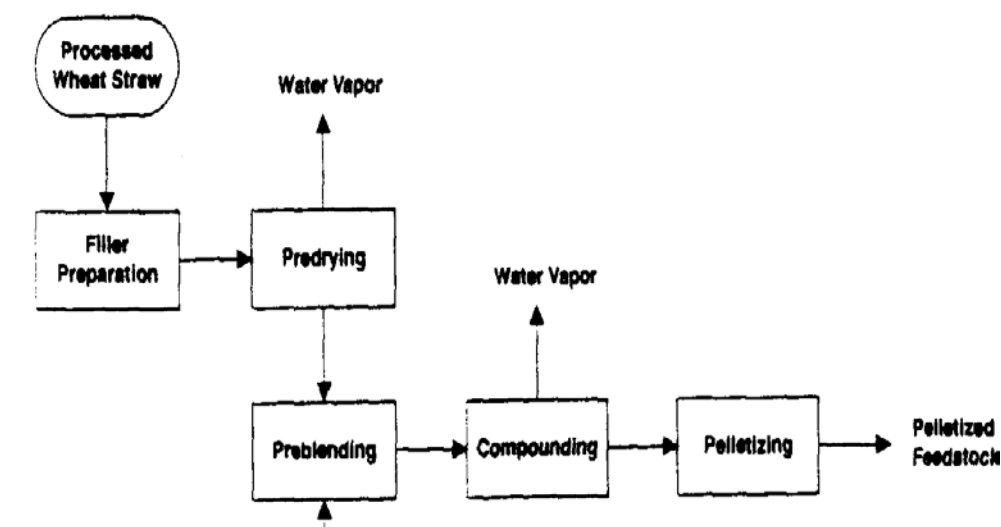 Processed
Wheat Straw
Water Vapor
Filler
Preparation
Predrying
Water Vapor
Preblending
Compounding
Pelletizing
Pelletized
Feedstock